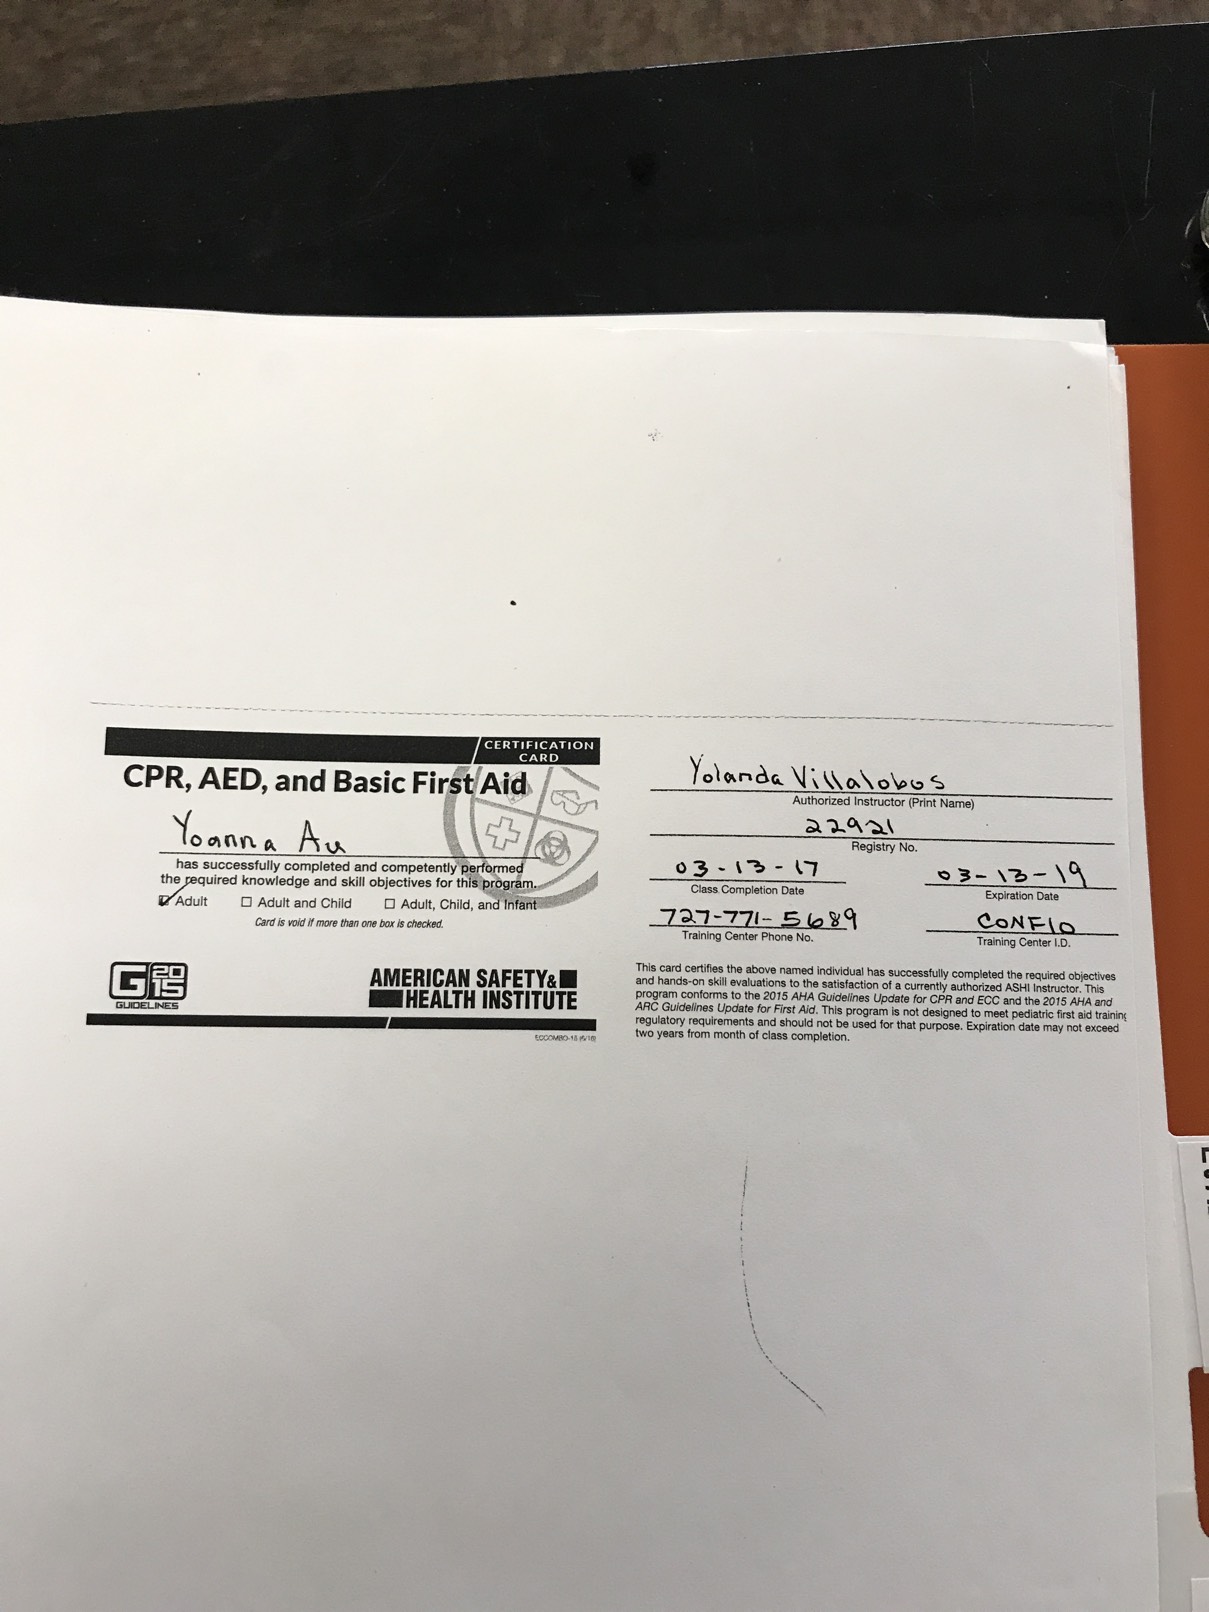 CERTIFICATION
CARD
CPR, AED, and Basic First Aid
Yoanna Au
has successfully completed and competently performed
the required knowledge and skill objectives for this program.
☑ Adult ☐ Adult and Child ☐ Adult, Child, and Infant
Card is void if more than one box is checked.
G 2015
GUIDELINES
AMERICAN SAFETY&
HEALTH INSTITUTE
Yolanda Villalobos
Authorized Instructor (Print Name)
22921
Registry No.
03-13-17
Class Completion Date
03-13-19
Expiration Date
727-771-5689
Training Center Phone No.
CONF10
Training Center I.D.
This card certifies the above named individual has successfully completed the required objectives
and hands-on skill evaluations to the satisfaction of a currently authorized ASHI Instructor. This
program conforms to the 2015 AHA Guidelines Update for CPR and ECC and the 2015 AHA and
ARC Guidelines Update for First Aid. This program is not designed to meet pediatric first aid training
regulatory requirements and should not be used for that purpose. Expiration date may not exceed
two years from month of class completion.